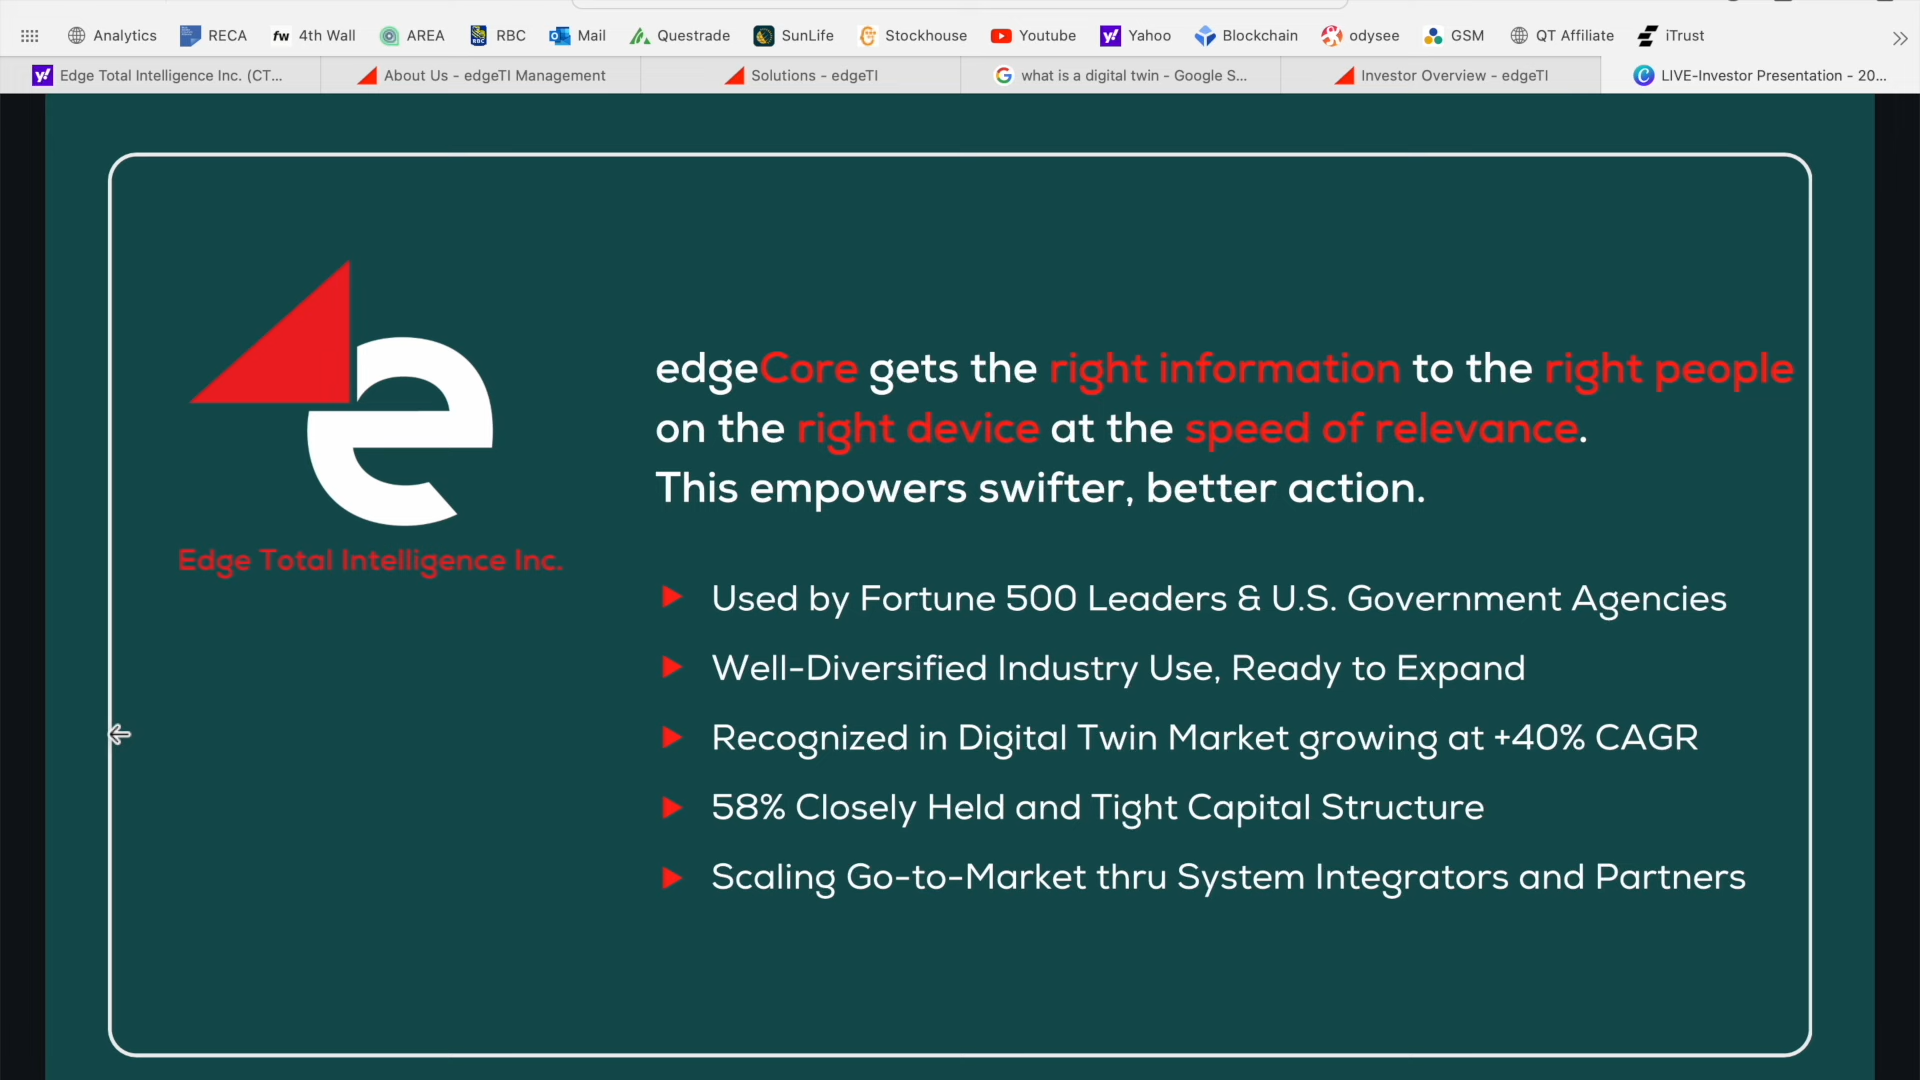 Analytics RECA fw 4th Wall AREA RBC Mail Questrade SunLife Stockhouse Youtube y! Yahoo Blockchain odysee GSM QT Affiliate iTrust
y! Edge Total Intelligence Inc. (CT... About Us - edgeTI Management Solutions - edgeTI what is a digital twin - Google S... Investor Overview - edgeTI LIVE-Investor Presentation - 20...
e
Edge Total Intelligence Inc.
edgeCore gets the right information to the right people
on the right device at the speed of relevance.
This empowers swifter, better action.
Used by Fortune 500 Leaders & U.S. Government Agencies
Well-Diversified Industry Use, Ready to Expand
Recognized in Digital Twin Market growing at +40% CAGR
58% Closely Held and Tight Capital Structure
Scaling Go-to-Market thru System Integrators and Partners